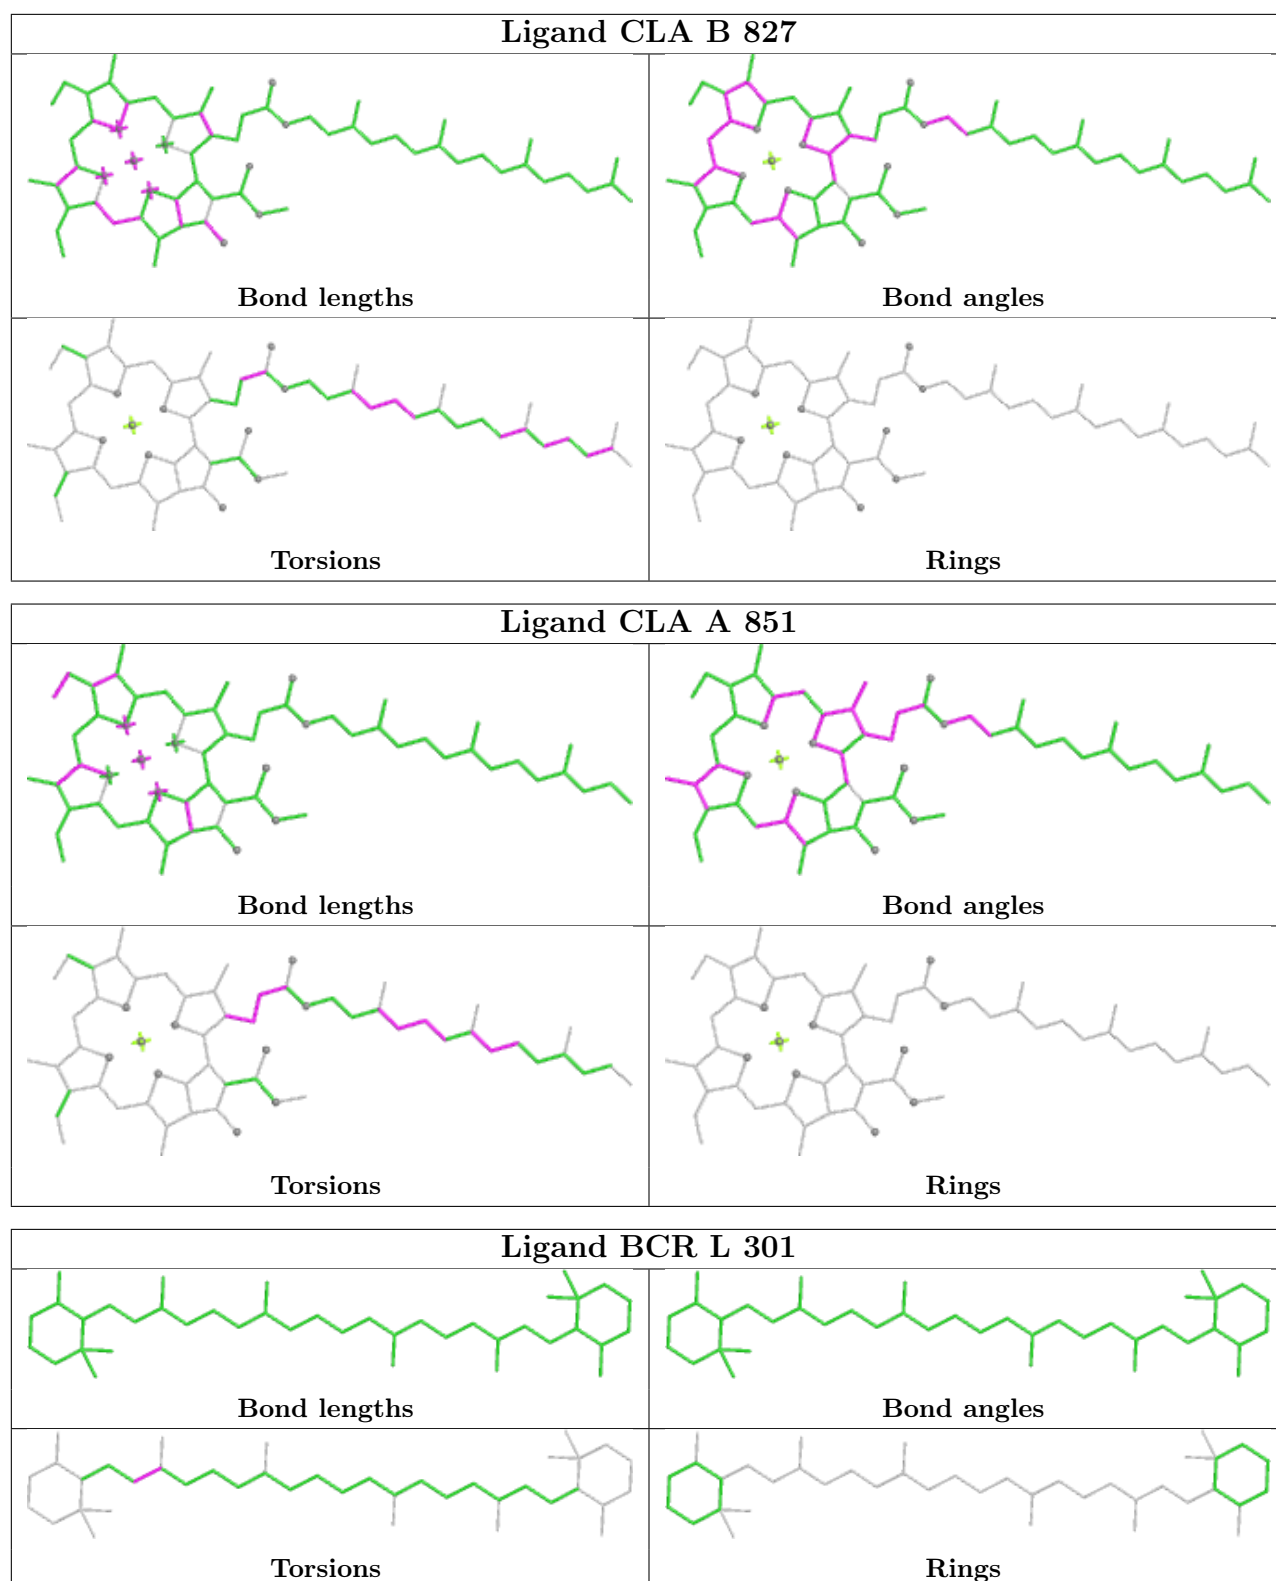 Ligand CLA B 827
Bond lengths
Bond angles
Torsions
Rings
Ligand CLA A 851
Bond lengths
Bond angles
Torsions
Rings
Ligand BCR L 301
Bond lengths
Bond angles
Torsions
Rings